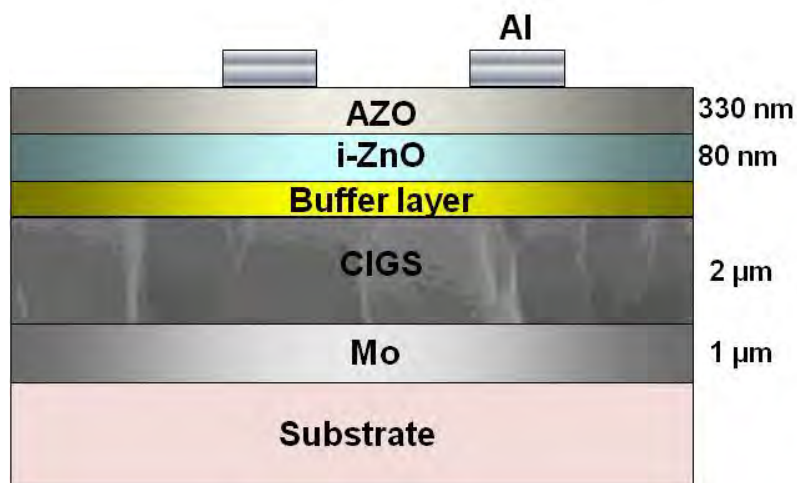 Al
AZO
330 nm
i-ZnO
80 nm
Buffer layer
CIGS
2 µm
Mo
1 µm
Substrate